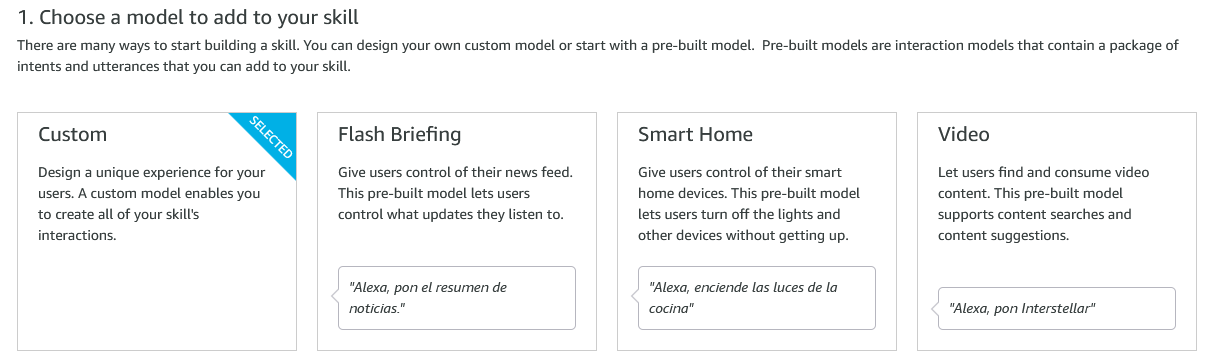 1. Choose a model to add to your skill
There are many ways to start building a skill. You can design your own custom model or start with a pre-built model.  Pre-built models are interaction models that contain a package of
intents and utterances that you can add to your skill.
Custom
SELECTED
Design a unique experience for your
users. A custom model enables you
to create all of your skill's
interactions.
Flash Briefing
Give users control of their news feed.
This pre-built model lets users
control what updates they listen to.
"Alexa, pon el resumen de
noticias."
Smart Home
Give users control of their smart
home devices. This pre-built model
lets users turn off the lights and
other devices without getting up.
"Alexa, enciende las luces de la
cocina"
Video
Let users find and consume video
content. This pre-built model
supports content searches and
content suggestions.
"Alexa, pon Interstellar"